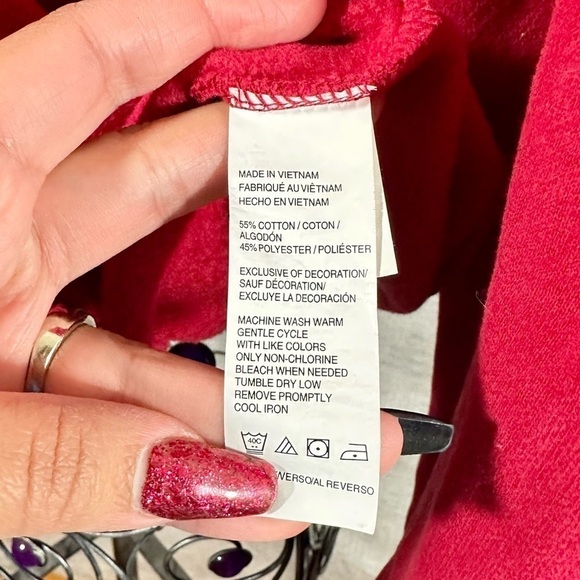 MADE IN VIETNAM
FABRIQUÉ AU VIÊTNAM
HECHO EN VIETNAM
55% COTTON / COTON /
ALGODÓN
45% POLYESTER / POLIÉSTER
EXCLUSIVE OF DECORATION/
SAUF DÉCORATION/
EXCLUYE LA DECORACIÓN
MACHINE WASH WARM
GENTLE CYCLE
WITH LIKE COLORS
ONLY NON-CHLORINE
BLEACH WHEN NEEDED
TUMBLE DRY LOW
REMOVE PROMPTLY
COOL IRON
40C
REVERSO